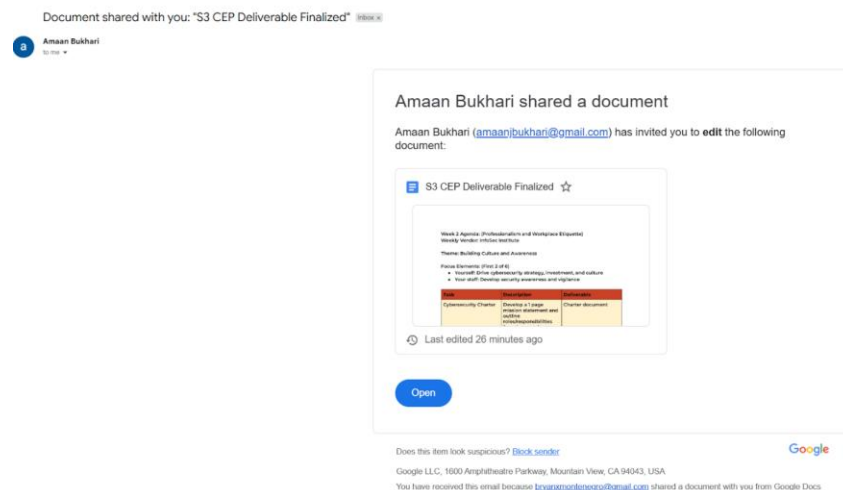 Document shared with you: "S3 CEP Deliverable Finalized" Inbox x
a
Amaan Bukhari
to me
Amaan Bukhari shared a document
Amaan Bukhari (amaanjbukhari@gmail.com) has invited you to edit the following
document:
S3 CEP Deliverable Finalized
Week 2 Agenda: (Professionalism and Workplace Etiquette)
Weekly Vendor: InfoSec Institute
Theme: Building Culture and Awareness
Focus Elements: (First 2 of 6)
Yourself: Drive cybersecurity strategy, investment, and culture
Your staff: Develop security awareness and vigilance
Task Description Deliverable
Cybersecurity Charter Develop a 1 page Charter document
mission statement and
outline
roles/responsibilities
Last edited 26 minutes ago
Open
Does this item look suspicious? Block sender
Google
Google LLC, 1600 Amphitheatre Parkway, Mountain View, CA 94043, USA
You have received this email because bryanxmontenegro@gmail.com shared a document with you from Google Docs